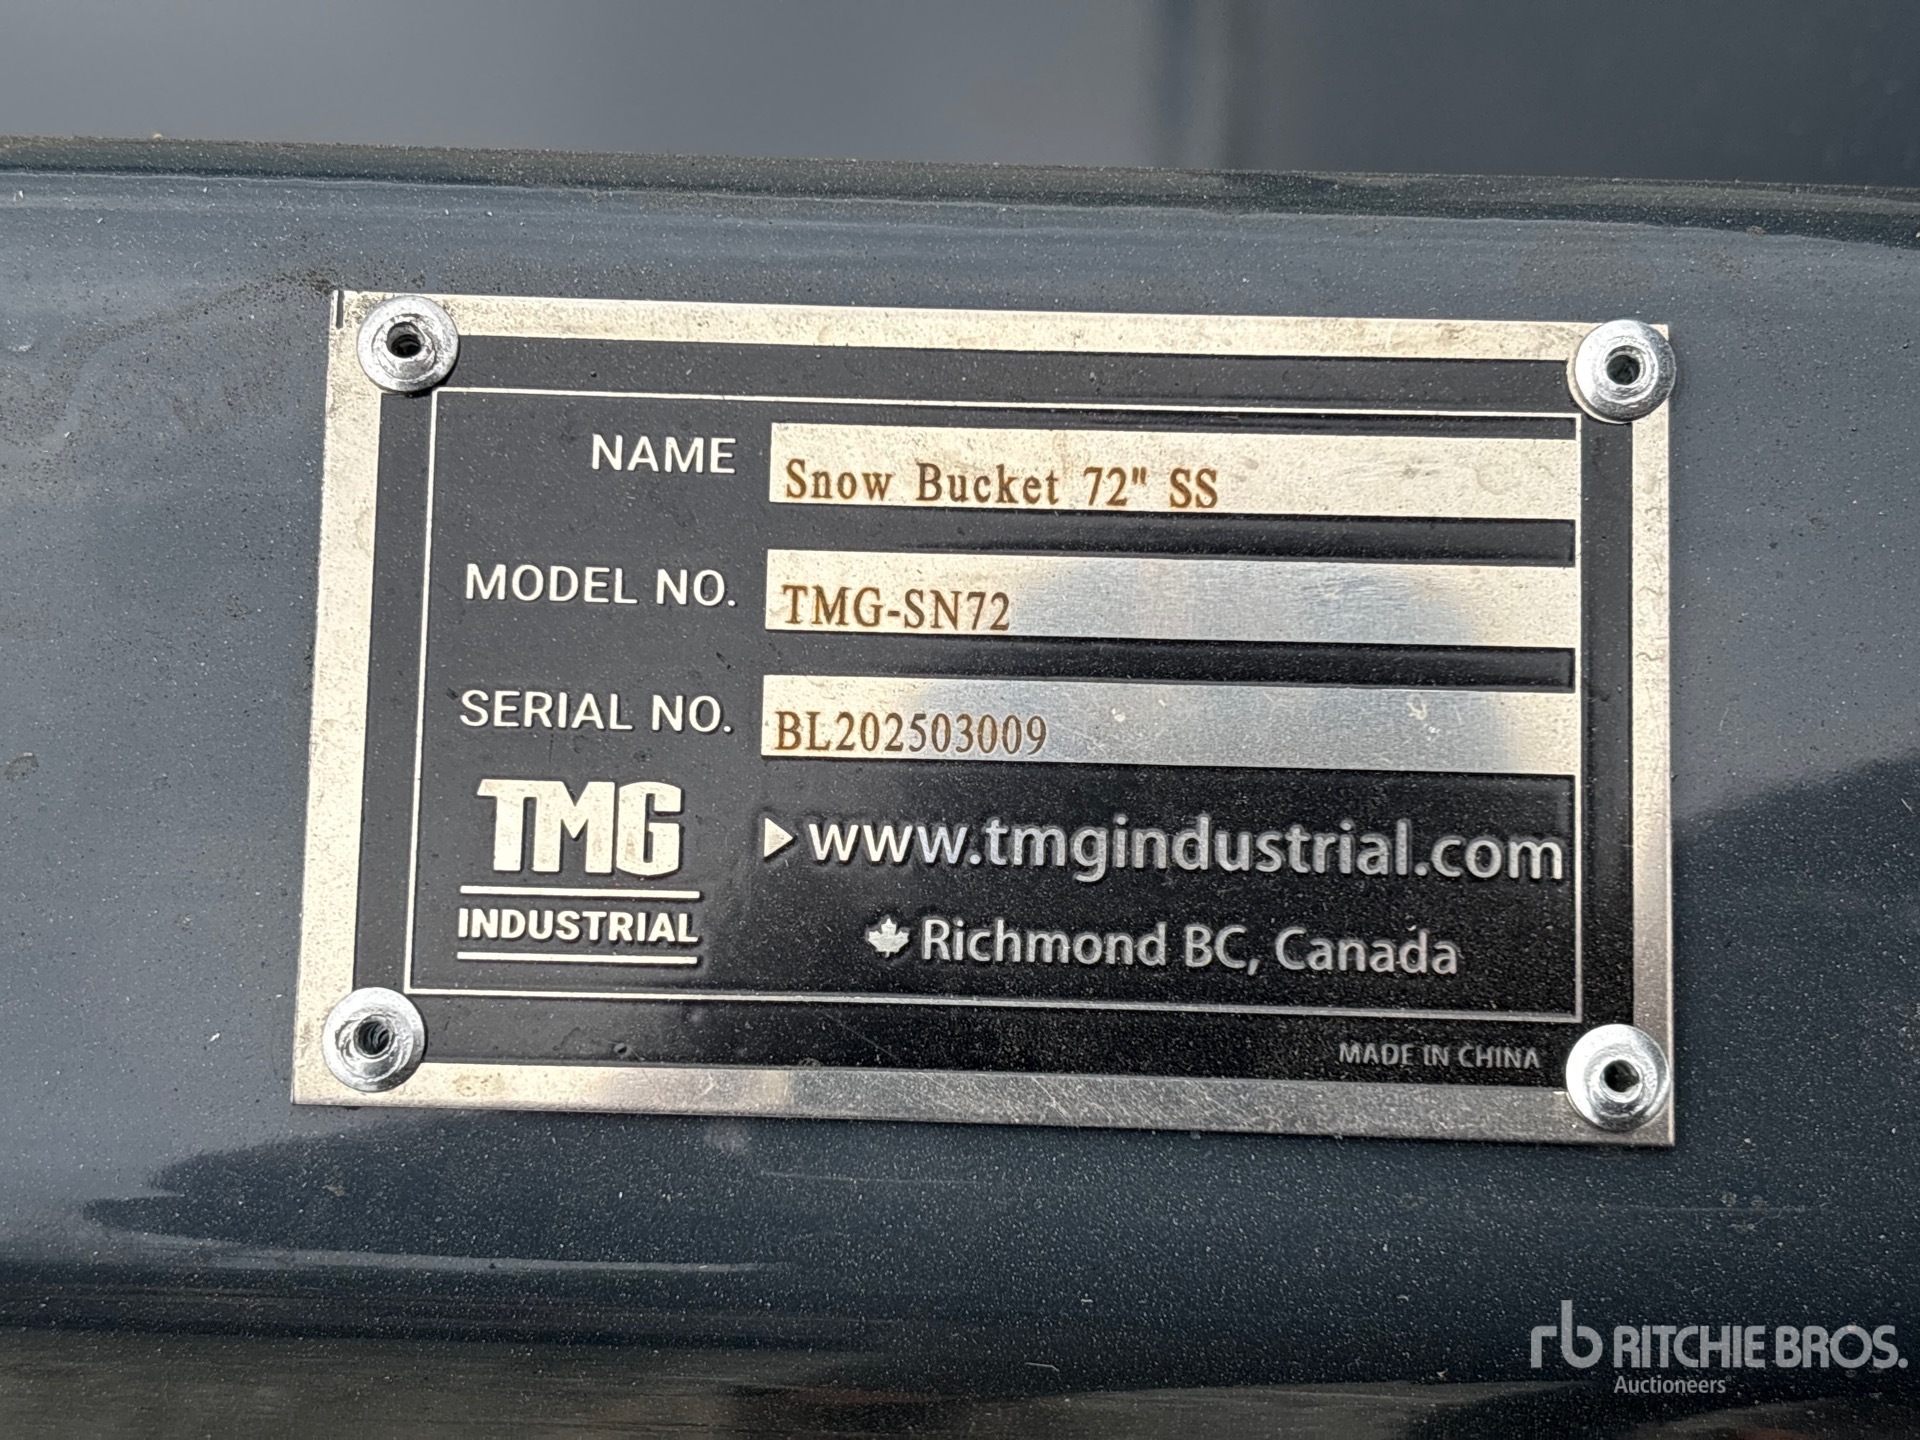 NAME Snow Bucket 72" SS
MODEL NO. TMG-SN72
SERIAL NO. BL202503009
TMG
INDUSTRIAL
www.tmgindustrial.com
Richmond BC, Canada
MADE IN CHINA
rb RITCHIE BROS.
Auctioneers